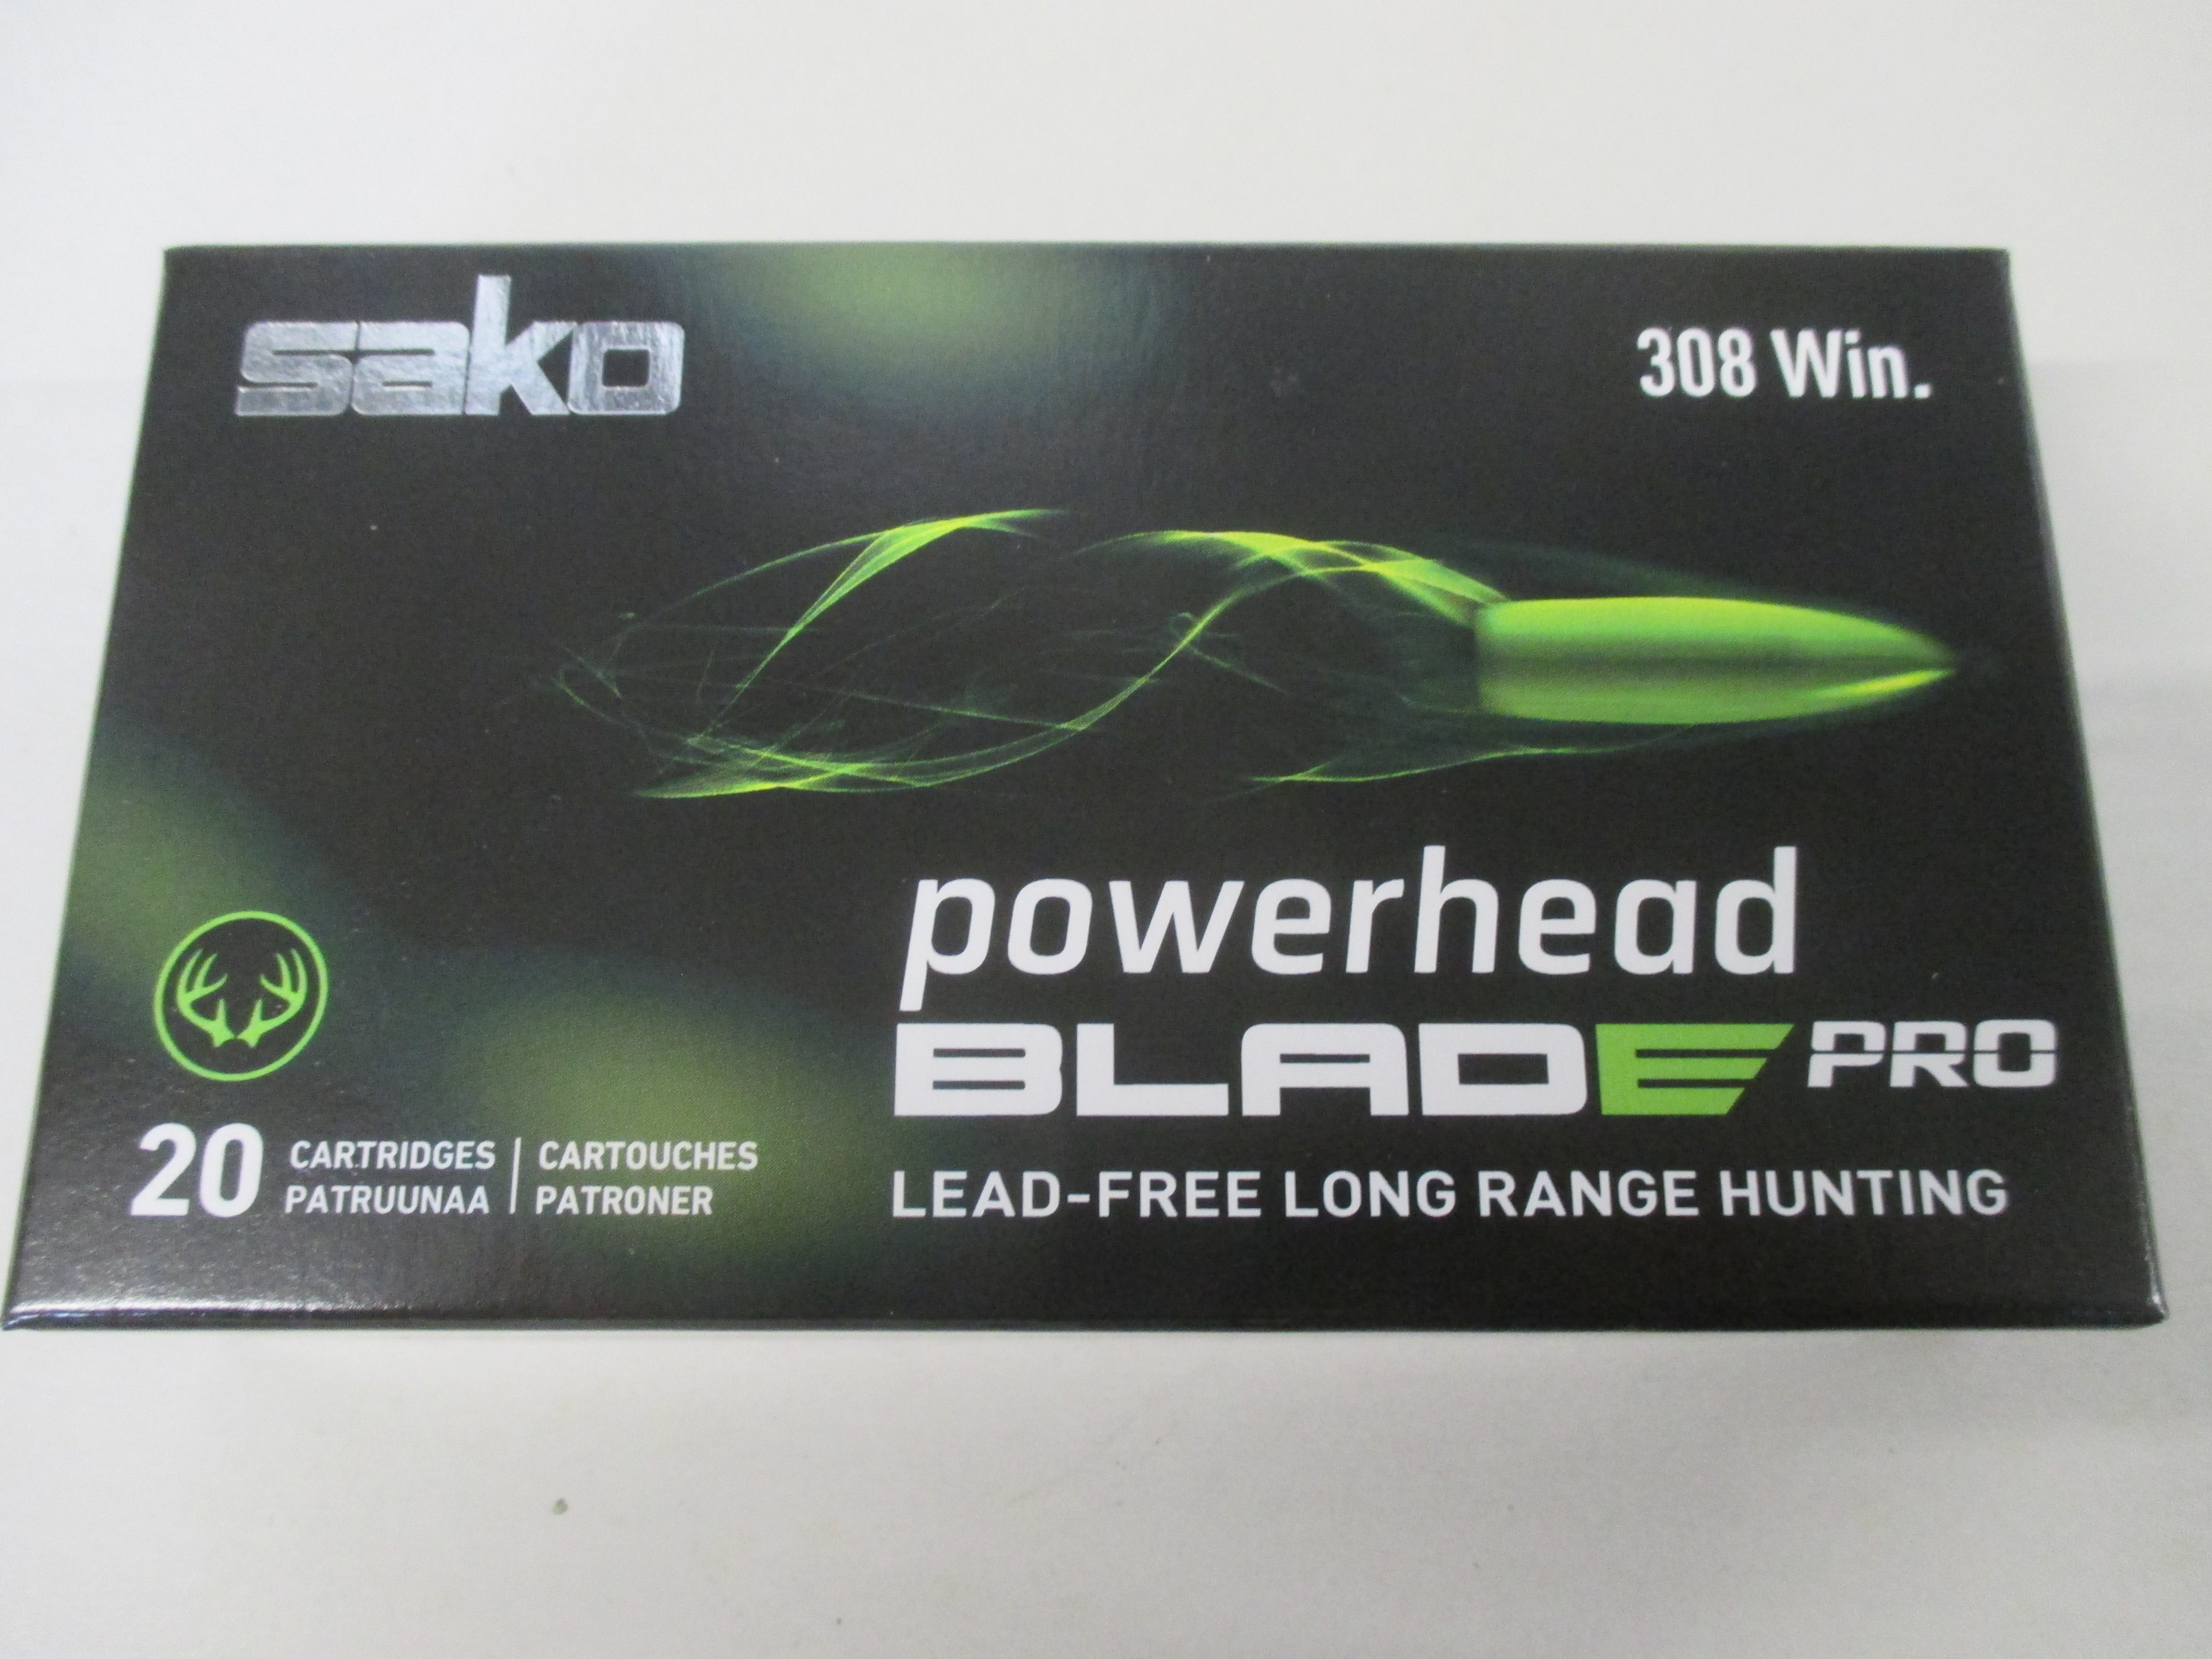 sako
308 Win.
powerhead
BLADE PRO
LEAD-FREE LONG RANGE HUNTING
20 CARTRIDGES | CARTOUCHES
PATRUUNAA | PATRONER